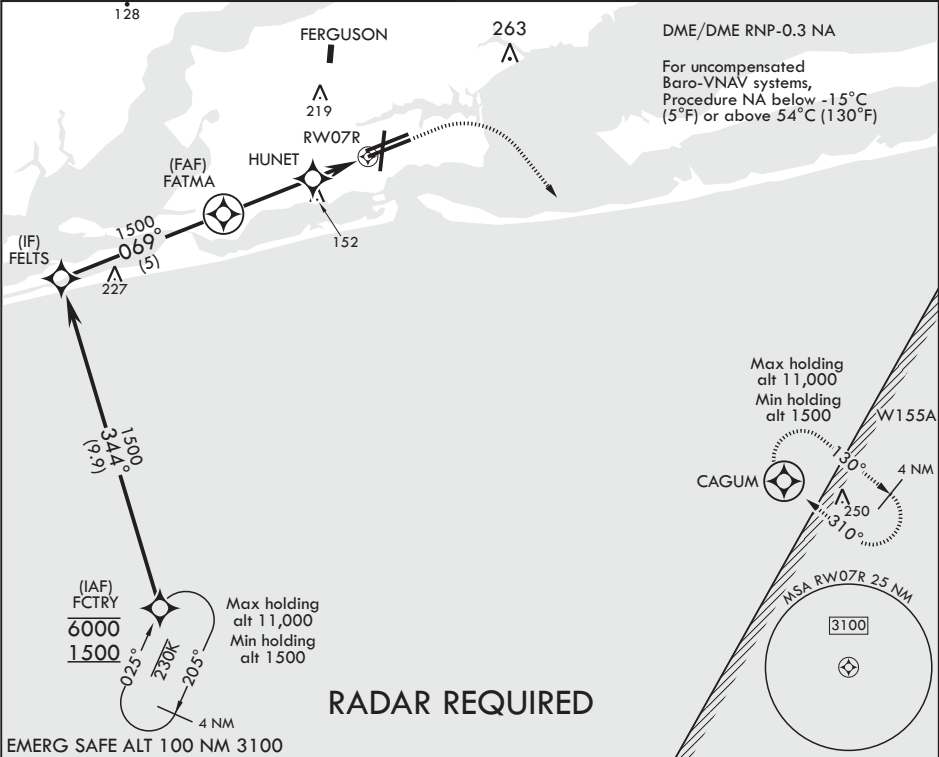 128
FERGUSON
263
DME/DME RNP-0.3 NA
For uncompensated
Baro-VNAV systems,
Procedure NA below -15°C
(5°F) or above 54°C (130°F)
219
RW07R
HUNET
(FAF)
FATMA
152
1500
069°
(5)
(IF)
FELTS
227
1500
344°
(9.9)
Max holding
alt 11,000
Min holding
alt 1500
W155A
130°
4 NM
CAGUM
250
310°
(IAF)
FCTRY
6000
1500
025°
230K
205°
4 NM
Max holding
alt 11,000
Min holding
alt 1500
MSA RW07R 25 NM
3100
RADAR REQUIRED
EMERG SAFE ALT 100 NM 3100